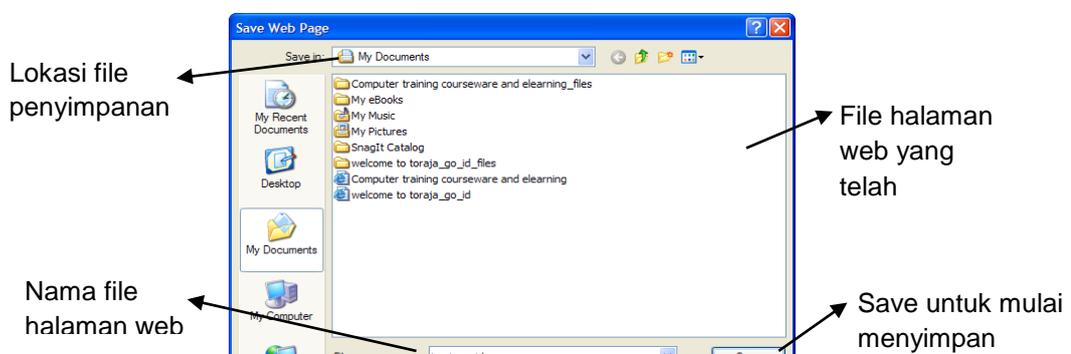 Save Web Page
Save in:
My Documents
Lokasi file
penyimpanan
My Recent
Documents
Desktop
My Documents
My Computer
Computer training courseware and elearning_files
My eBooks
My Music
My Pictures
SnagIt Catalog
welcome to toraja_go_id_files
Computer training courseware and elearning
welcome to toraja_go_id
File halaman
web yang
telah
Nama file
halaman web
Save untuk mulai
menyimpan